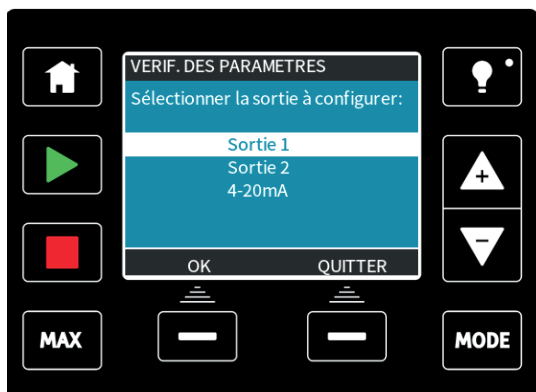 VERIF. DES PARAMETRES
Sélectionner la sortie à configurer:
Sortie 1
Sortie 2
4-20mA
OK QUITTER
MAX
MODE